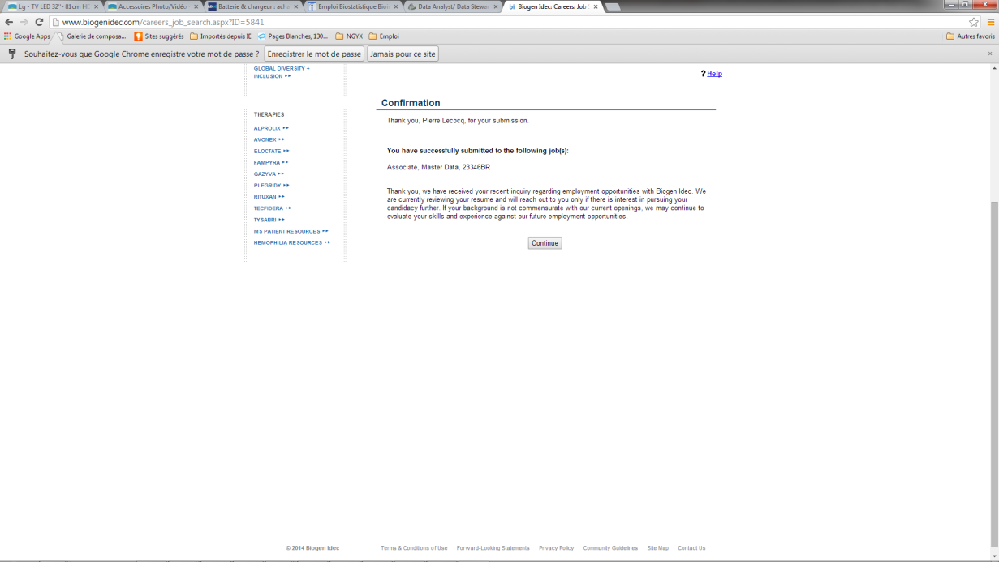 Lg - TV LED 32"- 81cm HD
Accessoires Photo/Vidéo
Batterie & chargeur : acha
Emploi Biostatistique Bio
Data Analyst/ Data Stewar
bi Biogen Idec: Careers: Job S
www.biogenidec.com/careers_job_search.aspx?ID=5841
Google Apps
Galerie de composa...
Sites suggérés
Importés depuis IE
Pages Blanches, 130...
NGYX
Emploi
Autres favoris
Souhaitez-vous que Google Chrome enregistre votre mot de passe ? Enregistrer le mot de passe Jamais pour ce site
GLOBAL DIVERSITY +
INCLUSION
? Help
Confirmation
Thank you, Pierre Lecocq, for your submission.
You have successfully submitted to the following job(s):
Associate, Master Data, 23346BR
Thank you, we have received your recent inquiry regarding employment opportunities with Biogen Idec. We
are currently reviewing your resume and will reach out to you only if there is interest in pursuing your
candidacy further. If your background is not commensurate with our current openings, we may continue to
evaluate your skills and experience against our future employment opportunities.
Continue
THERAPIES
ALPROLIX
AVONEX
ELOCTATE
FAMPYRA
GAZYVA
PLEGRIDY
RITUXAN
TECFIDERA
TYSABRI
MS PATIENT RESOURCES
HEMOPHILIA RESOURCES
© 2014 Biogen Idec
Terms & Conditions of Use Forward-Looking Statements Privacy Policy Community Guidelines Site Map Contact Us